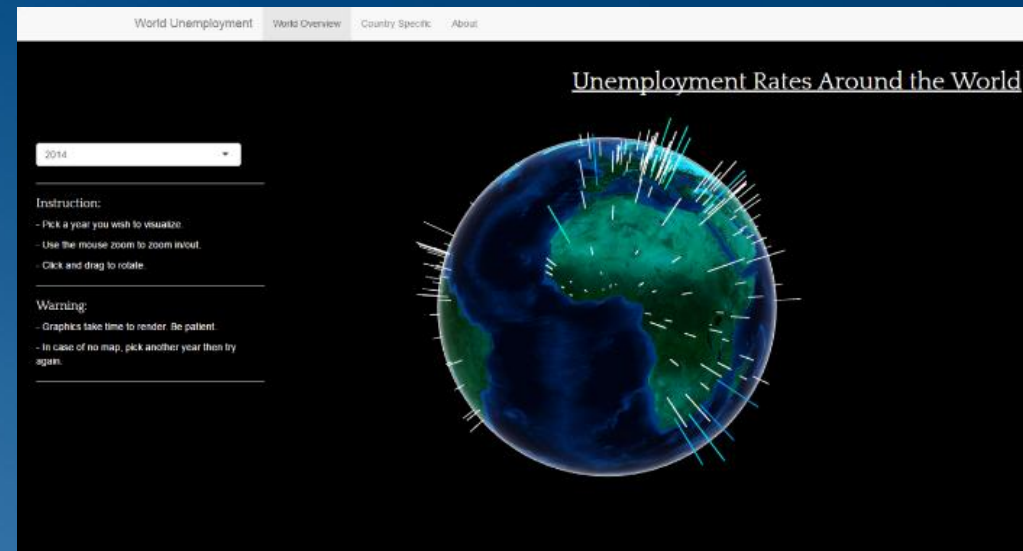 World Unemployment World Overview Country Specific About
Unemployment Rates Around the World
2014
Instruction:
- Pick a year you wish to visualize.
- Use the mouse zoom to zoom in/out.
- Click and drag to rotate.
Warning:
- Graphics take time to render. Be patient.
- In case of no map, pick another year then try
again.